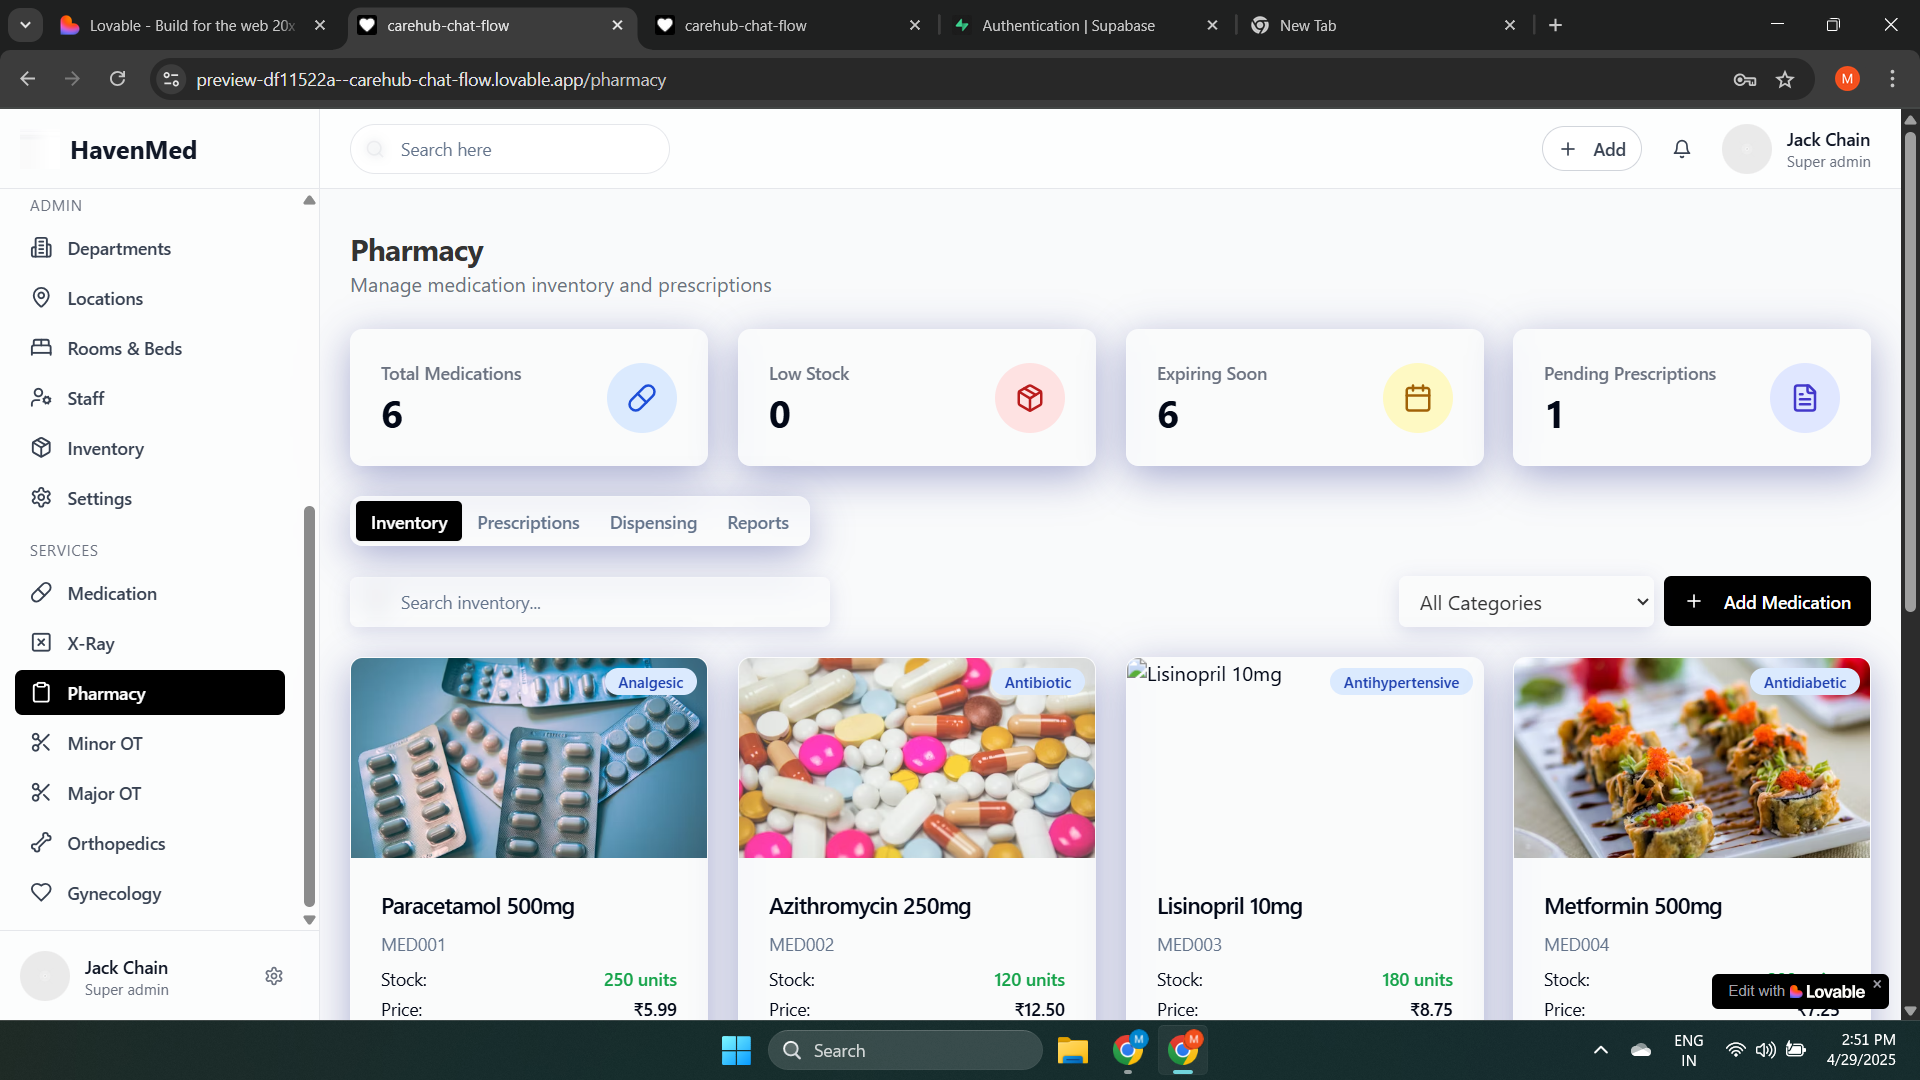 Lovable - Build for the web 20x
carehub-chat-flow
carehub-chat-flow
Authentication | Supabase
New Tab
preview-df11522a--carehub-chat-flow.lovable.app/pharmacy
M
HavenMed
Search here
Add
Jack Chain
Super admin
ADMIN
Departments
Locations
Rooms & Beds
Staff
Inventory
Settings
SERVICES
Medication
X-Ray
Pharmacy
Minor OT
Major OT
Orthopedics
Gynecology
Jack Chain
Super admin
Pharmacy
Manage medication inventory and prescriptions
Total Medications
6
Low Stock
0
Expiring Soon
6
Pending Prescriptions
1
Inventory Prescriptions Dispensing Reports
Search inventory...
All Categories
Add Medication
Analgesic
Paracetamol 500mg
MED001
Stock: 250 units
Price: ₹5.99
Antibiotic
Azithromycin 250mg
MED002
Stock: 120 units
Price: ₹12.50
Lisinopril 10mg
Antihypertensive
Lisinopril 10mg
MED003
Stock: 180 units
Price: ₹8.75
Antidiabetic
Metformin 500mg
MED004
Stock:
Price: ₹7.25
Edit with Lovable
Search
M
M
ENG
IN
2:51 PM
4/29/2025